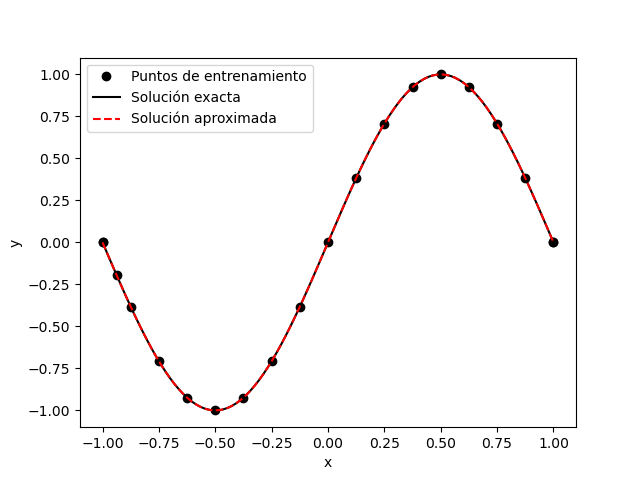 Puntos de entrenamiento
Solución exacta
Solución aproximada
1.00
0.75
0.50
0.25
0.00
−0.25
−0.50
−0.75
−1.00
y
−1.00 −0.75 −0.50 −0.25 0.00 0.25 0.50 0.75 1.00
x